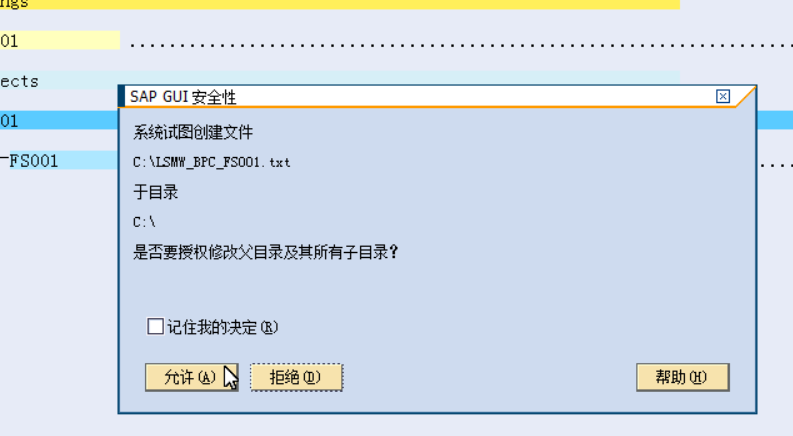 ngs
01
ects
SAP GUI 安全性
01
系统试图创建文件
FS001
C:\LSMW_BPC_FS001.txt
于目录
C:\
是否要授权修改父目录及其所有子目录?
记住我的决定(R)
允许(A)
拒绝(D)
帮助(H)